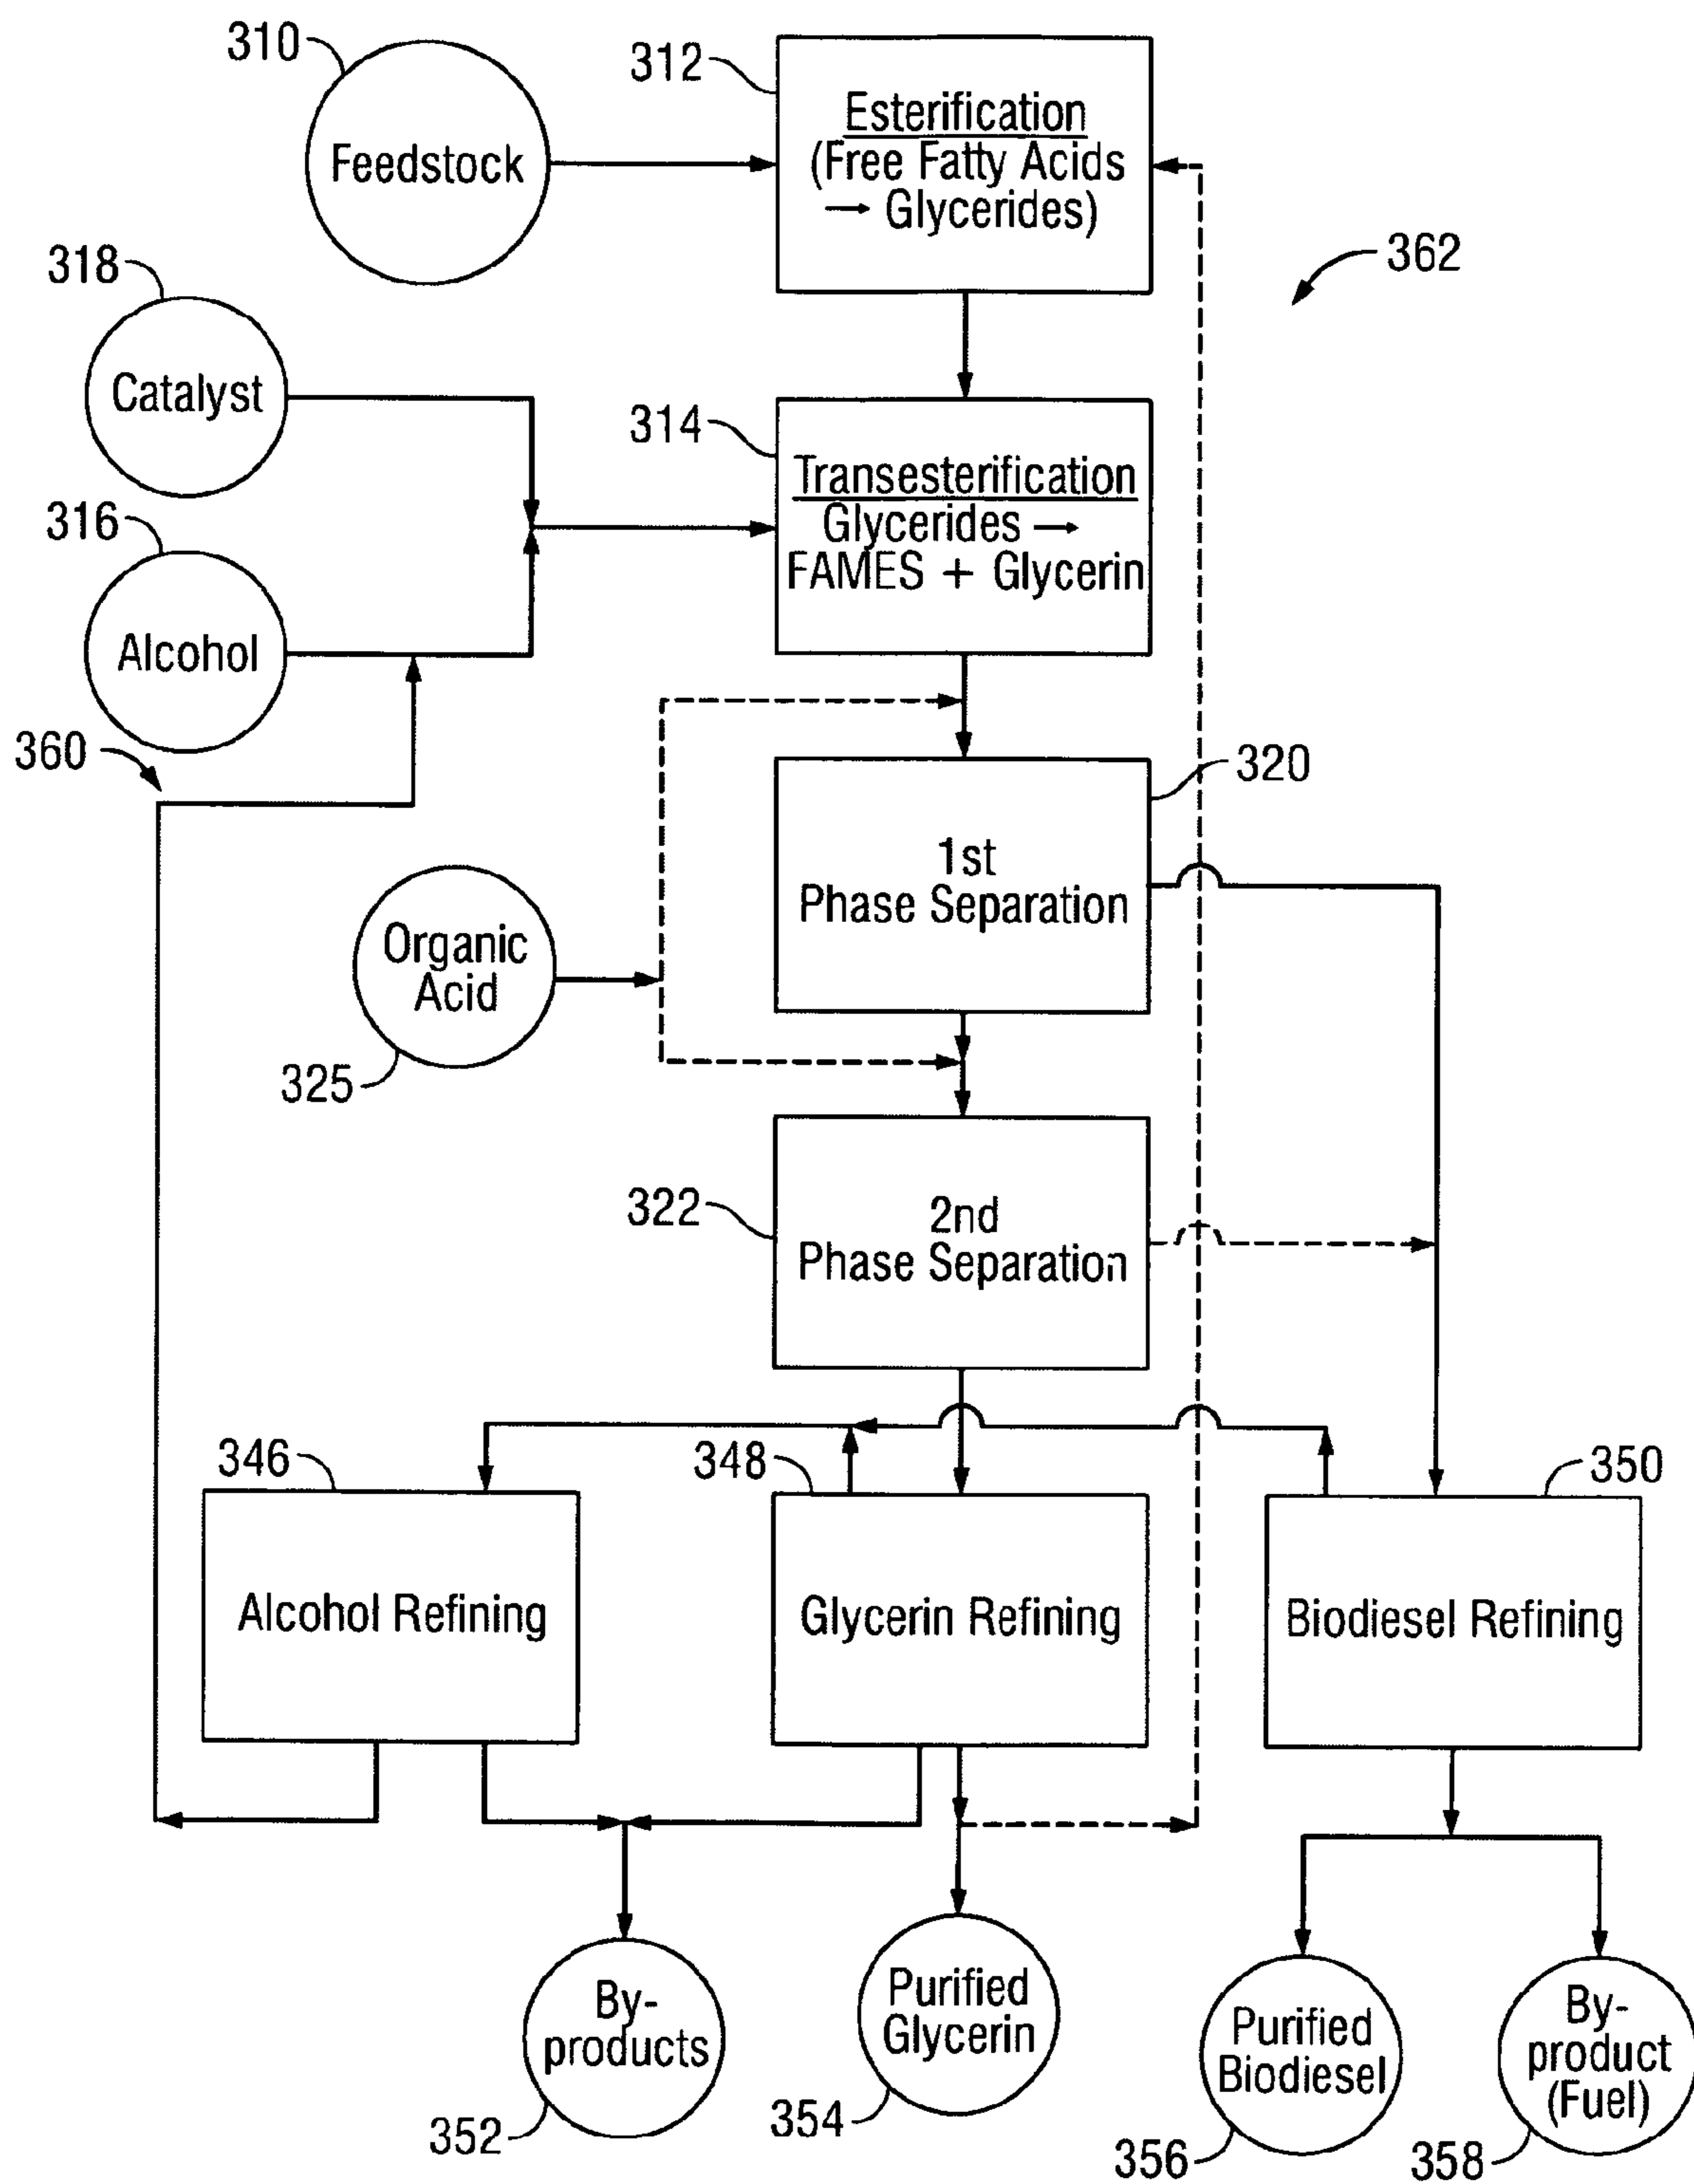 310
Feedstock
312
Esterification
(Free Fatty Acids
→ Glycerides)
362
318
Catalyst
314
Transesterification
Glycerides →
FAMES + Glycerin
316
Alcohol
360
320
1st
Phase Separation
Organic
Acid
325
322
2nd
Phase Separation
346
Alcohol Refining
348
Glycerin Refining
350
Biodiesel Refining
By-
products
352
Purified
Glycerin
354
Purified
Biodiesel
356
By-
product
(Fuel)
358